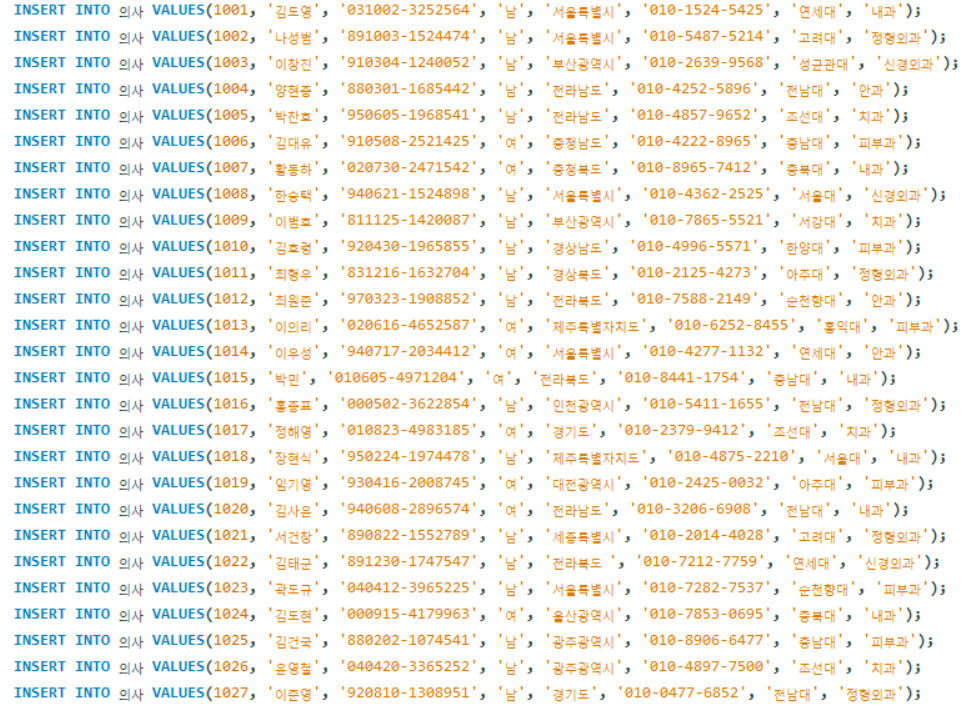 INSERT INTO 의사 VALUES(1001, '김도영', '031002-3252564', '남', '서울특별시', '010-1524-5425', '연세대', '내과');
INSERT INTO 의사 VALUES(1002, '나성범', '891003-1524474', '남', '서울특별시', '010-5487-5214', '고려대', '정형외과');
INSERT INTO 의사 VALUES(1003, '이창진', '910304-1240052', '남', '부산광역시', '010-2639-9568', '성균관대', '신경외과');
INSERT INTO 의사 VALUES(1004, '양현종', '880301-1685442', '남', '전라남도', '010-4252-5896', '전남대', '안과');
INSERT INTO 의사 VALUES(1005, '박찬호', '950605-1968541', '남', '전라남도', '010-4857-9652', '조선대', '치과');
INSERT INTO 의사 VALUES(1006, '김대유', '910508-2521425', '여', '충청남도', '010-4222-8965', '충남대', '피부과');
INSERT INTO 의사 VALUES(1007, '황동하', '020730-2471542', '여', '충청북도', '010-8965-7412', '충북대', '내과');
INSERT INTO 의사 VALUES(1008, '한승택', '940621-1524898', '남', '서울특별시', '010-4362-2525', '서울대', '신경외과');
INSERT INTO 의사 VALUES(1009, '이범호', '811125-1420087', '남', '부산광역시', '010-7865-5521', '서강대', '치과');
INSERT INTO 의사 VALUES(1010, '김호령', '920430-1965855', '남', '경상남도', '010-4996-5571', '한양대', '피부과');
INSERT INTO 의사 VALUES(1011, '최형우', '831216-1632704', '남', '경상북도', '010-2125-4273', '아주대', '정형외과');
INSERT INTO 의사 VALUES(1012, '최원준', '970323-1908852', '남', '전라북도', '010-7588-2149', '순천향대', '안과');
INSERT INTO 의사 VALUES(1013, '이의리', '020616-4652587', '여', '제주특별자치도', '010-6252-8455', '홍익대', '피부과');
INSERT INTO 의사 VALUES(1014, '이우성', '940717-2034412', '여', '서울특별시', '010-4277-1132', '연세대', '안과');
INSERT INTO 의사 VALUES(1015, '박민', '010605-4971204', '여', '전라북도', '010-8441-1754', '충남대', '내과');
INSERT INTO 의사 VALUES(1016, '홍종표', '000502-3622854', '남', '인천광역시', '010-5411-1655', '전남대', '정형외과');
INSERT INTO 의사 VALUES(1017, '정해영', '010823-4983185', '여', '경기도', '010-2379-9412', '조선대', '치과');
INSERT INTO 의사 VALUES(1018, '장현식', '950224-1974478', '남', '제주특별자치도', '010-4875-2210', '서울대', '내과');
INSERT INTO 의사 VALUES(1019, '임기영', '930416-2008745', '여', '대전광역시', '010-2425-0032', '아주대', '피부과');
INSERT INTO 의사 VALUES(1020, '김사윤', '940608-2896574', '여', '전라남도', '010-3206-6908', '전남대', '내과');
INSERT INTO 의사 VALUES(1021, '서건창', '890822-1552789', '남', '세종특별시', '010-2014-4028', '고려대', '정형외과');
INSERT INTO 의사 VALUES(1022, '김태군', '891230-1747547', '남', '전라북도 ', '010-7212-7759', '연세대', '신경외과');
INSERT INTO 의사 VALUES(1023, '곽도규', '040412-3965225', '남', '서울특별시', '010-7282-7537', '순천향대', '피부과');
INSERT INTO 의사 VALUES(1024, '김도현', '000915-4179963', '여', '울산광역시', '010-7853-0695', '충북대', '내과');
INSERT INTO 의사 VALUES(1025, '김건국', '880202-1074541', '남', '광주광역시', '010-8906-6477', '충남대', '피부과');
INSERT INTO 의사 VALUES(1026, '윤영철', '040420-3365252', '남', '광주광역시', '010-4897-7500', '조선대', '치과');
INSERT INTO 의사 VALUES(1027, '이준영', '920810-1308951', '남', '경기도', '010-0477-6852', '전남대', '정형외과');